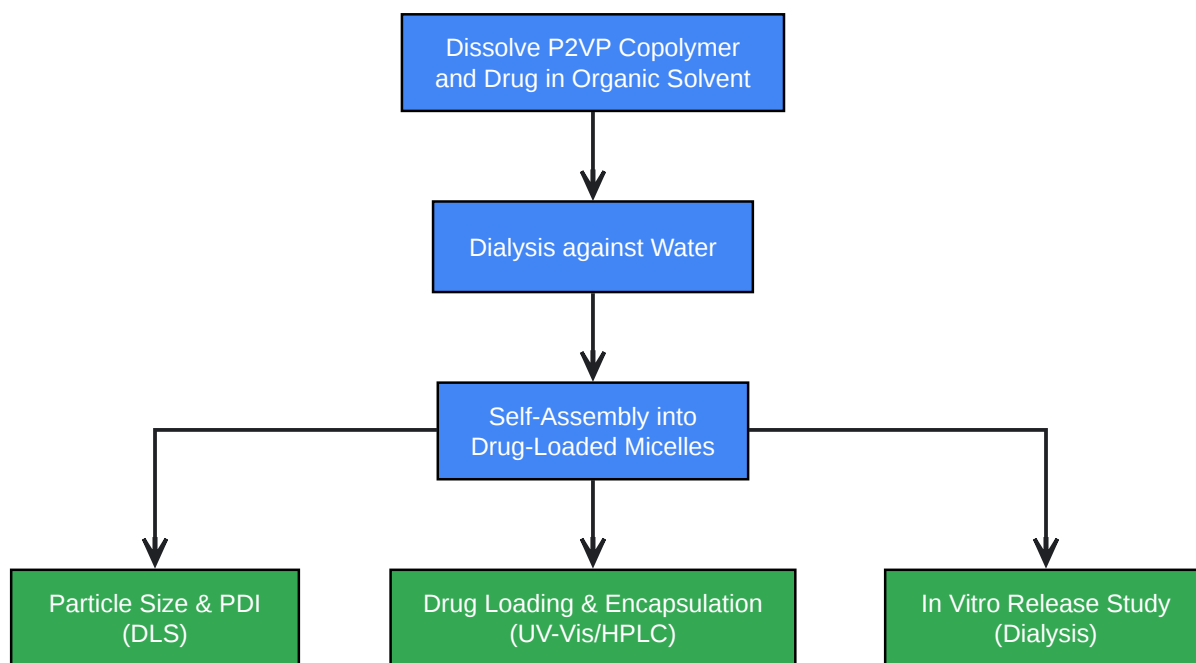 Dissolve P2VP Copolymer
and Drug in Organic Solvent
Dialysis against Water
Self-Assembly into
Drug-Loaded Micelles
Particle Size & PDI
(DLS)
Drug Loading & Encapsulation
(UV-Vis/HPLC)
In Vitro Release Study
(Dialysis)